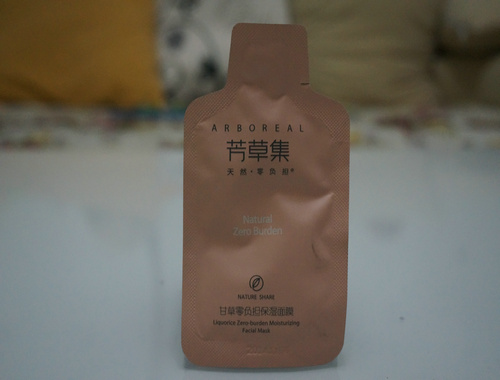 ARBOREAL
芳草集
天然·零负担®
Natural
Zero Burden
NATURE SHARE
甘草零负担保湿面膜
Liquorice Zero burden Moisturizing
Facial Mask